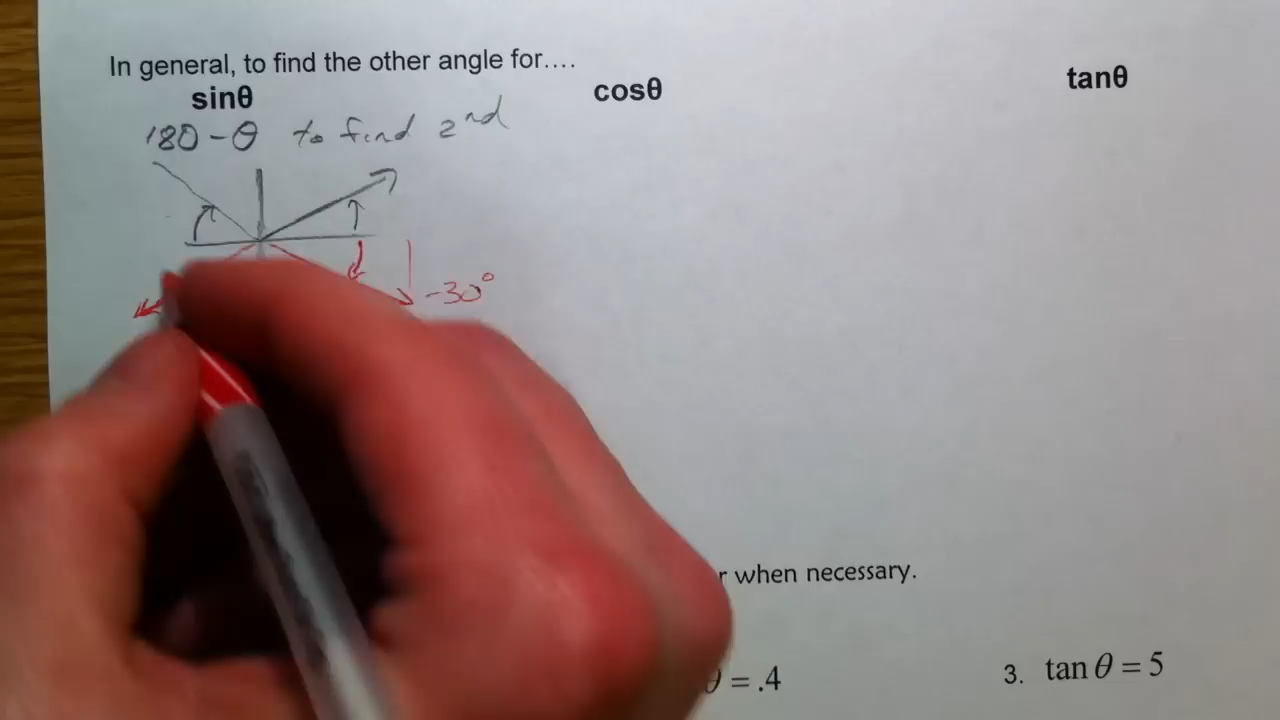 In general, to find the other angle for....
sinθ cosθ tanθ
180 - θ to find 2nd
-30°
when necessary.
= .4 3. tan θ = 5